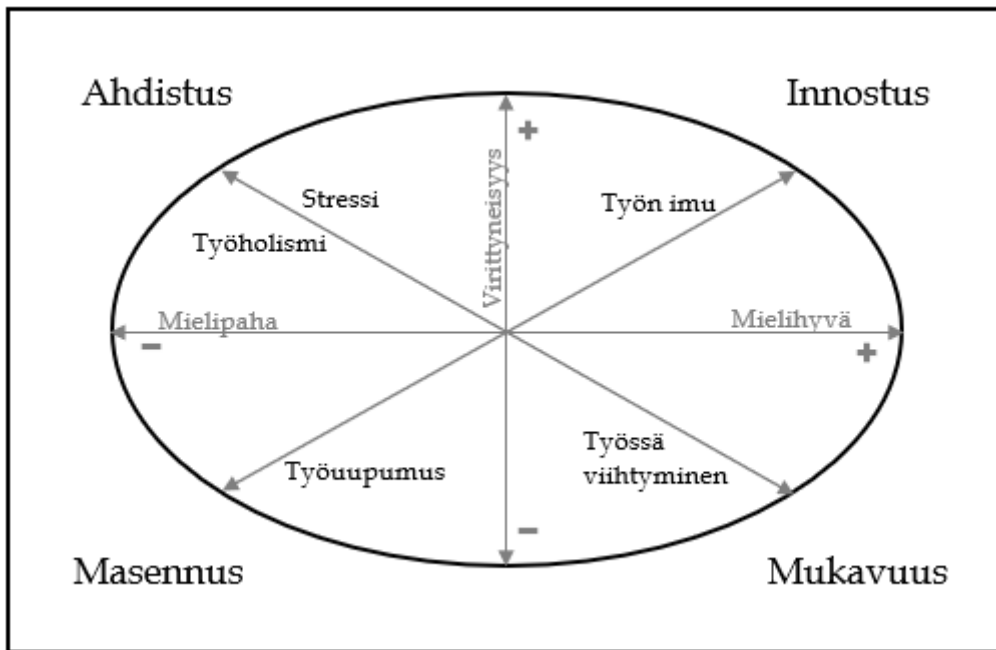 Ahdistus
Innostus
+
Virittyneisyys
Stressi
Työn imu
Työholismi
Mielipaha
Mielihyvä
−
+
Työuupumus
Työssä
viihtyminen
−
Masennus
Mukavuus